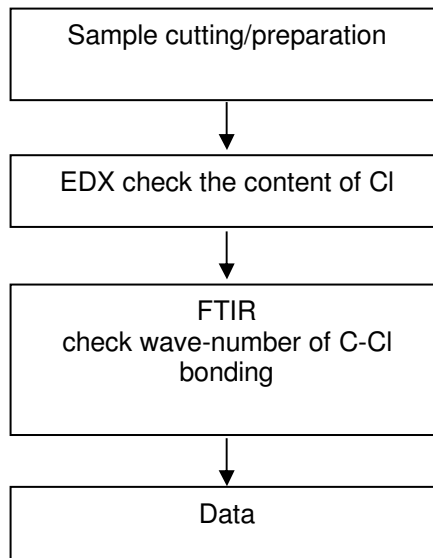 Sample cutting/preparation
EDX check the content of Cl
FTIR
check wave-number of C-Cl
bonding
Data